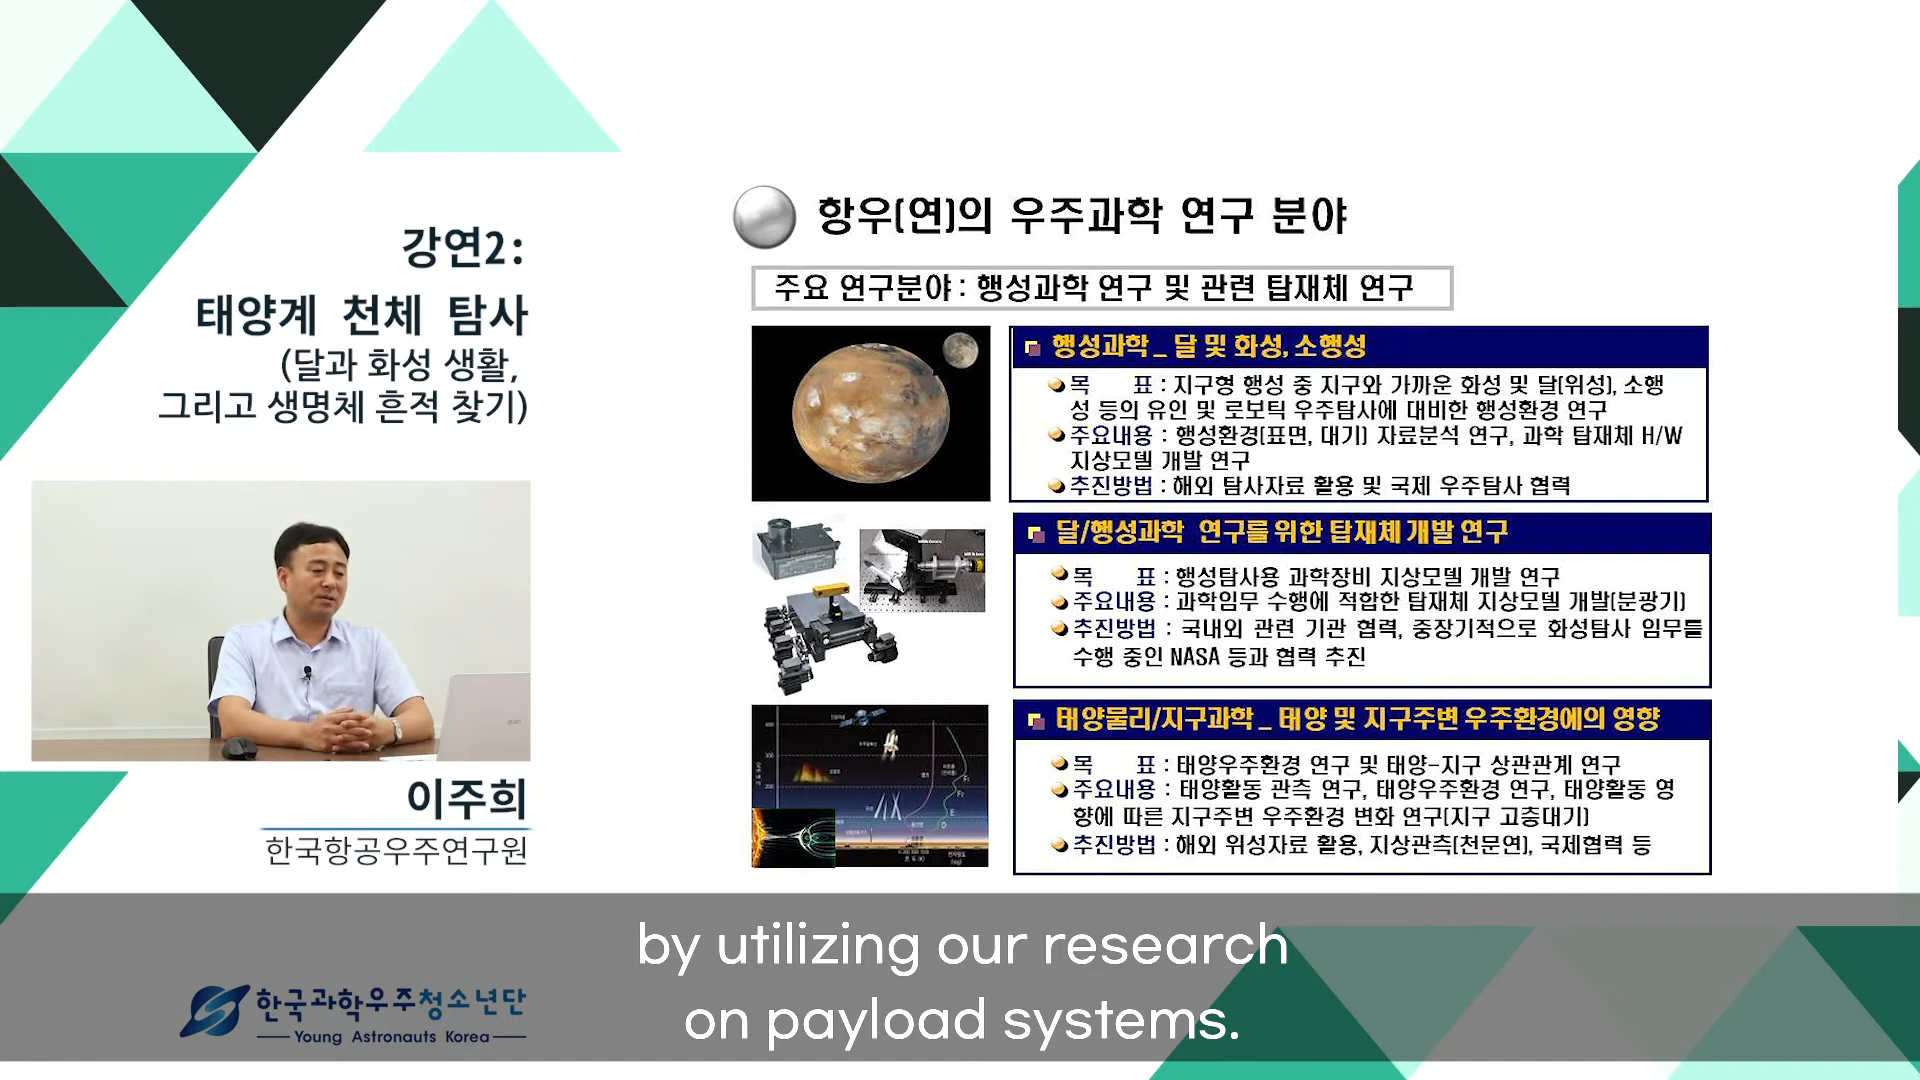 강연2:
태양계 천체 탐사
(달과 화성 생활,
그리고 생명체 흔적 찾기)
이주희
한국항공우주연구원
항우(연)의 우주과학 연구 분야
주요 연구분야 : 행성과학 연구 및 관련 탑재체 연구
행성과학 _ 달 및 화성, 소행성
목 표 : 지구형 행성 중 지구와 가까운 화성 및 달(위성), 소행
성 등의 유인 및 로보틱 우주탐사에 대비한 행성환경 연구
주요내용 : 행성환경(표면, 대기) 자료분석 연구, 과학 탑재체 H/W
지상모델 개발 연구
추진방법 : 해외 탐사자료 활용 및 국제 우주탐사 협력
달/행성과학 연구를 위한 탑재체 개발 연구
목 표 : 행성탐사용 과학장비 지상모델 개발 연구
주요내용 : 과학임무 수행에 적합한 탑재체 지상모델 개발(분광기)
추진방법 : 국내외 관련 기관 협력, 중장기적으로 화성탐사 임무를
수행 중인 NASA 등과 협력 추진
태양물리/지구과학 _ 태양 및 지구주변 우주환경에의 영향
목 표 : 태양우주환경 연구 및 태양-지구 상관관계 연구
주요내용 : 태양활동 관측 연구, 태양우주환경 연구, 태양활동 영
향에 따른 지구주변 우주환경 변화 연구(지구 고층대기)
추진방법 : 해외 위성자료 활용, 지상관측(천문연), 국제협력 등
by utilizing our research
on payload systems.
한국과학우주청소년단
Young Astronauts Korea